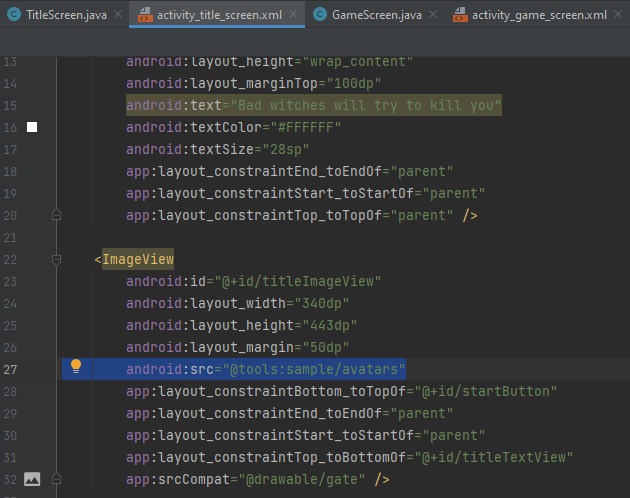 TitleScreen.java
activity_title_screen.xml
GameScreen.java
activity_game_screen.xml
13 android:layout_height="wrap_content"
14 android:layout_marginTop="100dp"
15 android:text="Bad witches will try to kill you"
16 android:textColor="#FFFFFF"
17 android:textSize="28sp"
18 app:layout_constraintEnd_toEndOf="parent"
19 app:layout_constraintStart_toStartOf="parent"
20 app:layout_constraintTop_toTopOf="parent" />
21
22 <ImageView
23 android:id="@+id/titleImageView"
24 android:layout_width="340dp"
25 android:layout_height="443dp"
26 android:layout_margin="50dp"
27 android:src="@tools:sample/avatars"
28 app:layout_constraintBottom_toTopOf="@+id/startButton"
29 app:layout_constraintEnd_toEndOf="parent"
30 app:layout_constraintStart_toStartOf="parent"
31 app:layout_constraintTop_toBottomOf="@+id/titleTextView"
32 app:srcCompat="@drawable/gate" />